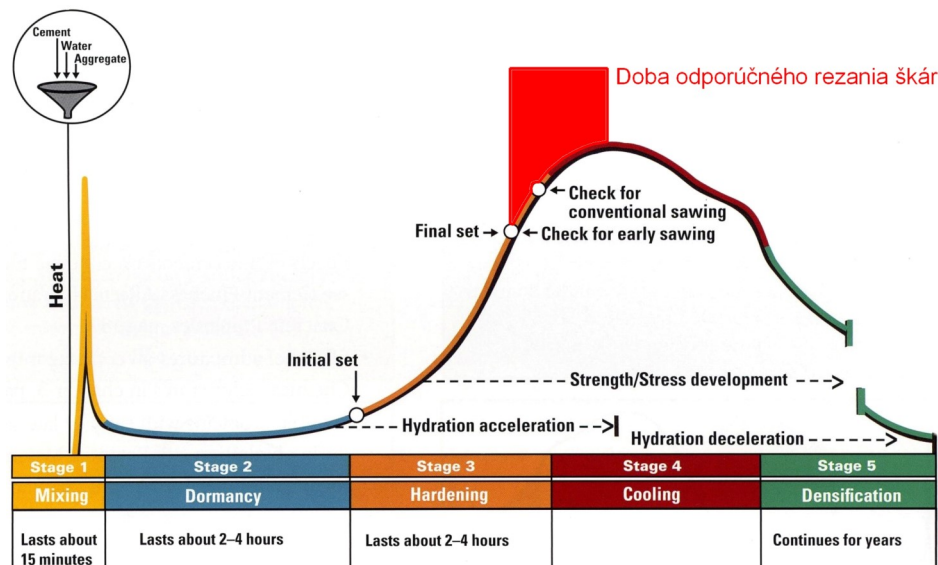 Cement
Water
Aggregate
Doba odporúčného rezania škár
Check for
conventional sawing
Final set
Check for early sawing
Heat
Initial set
Strength/Stress development
Hydration acceleration
Hydration deceleration
Stage 1 Stage 2 Stage 3 Stage 4 Stage 5
Mixing Dormancy Hardening Cooling Densification
Lasts about Lasts about 2–4 hours Lasts about 2–4 hours Continues for years
15 minutes